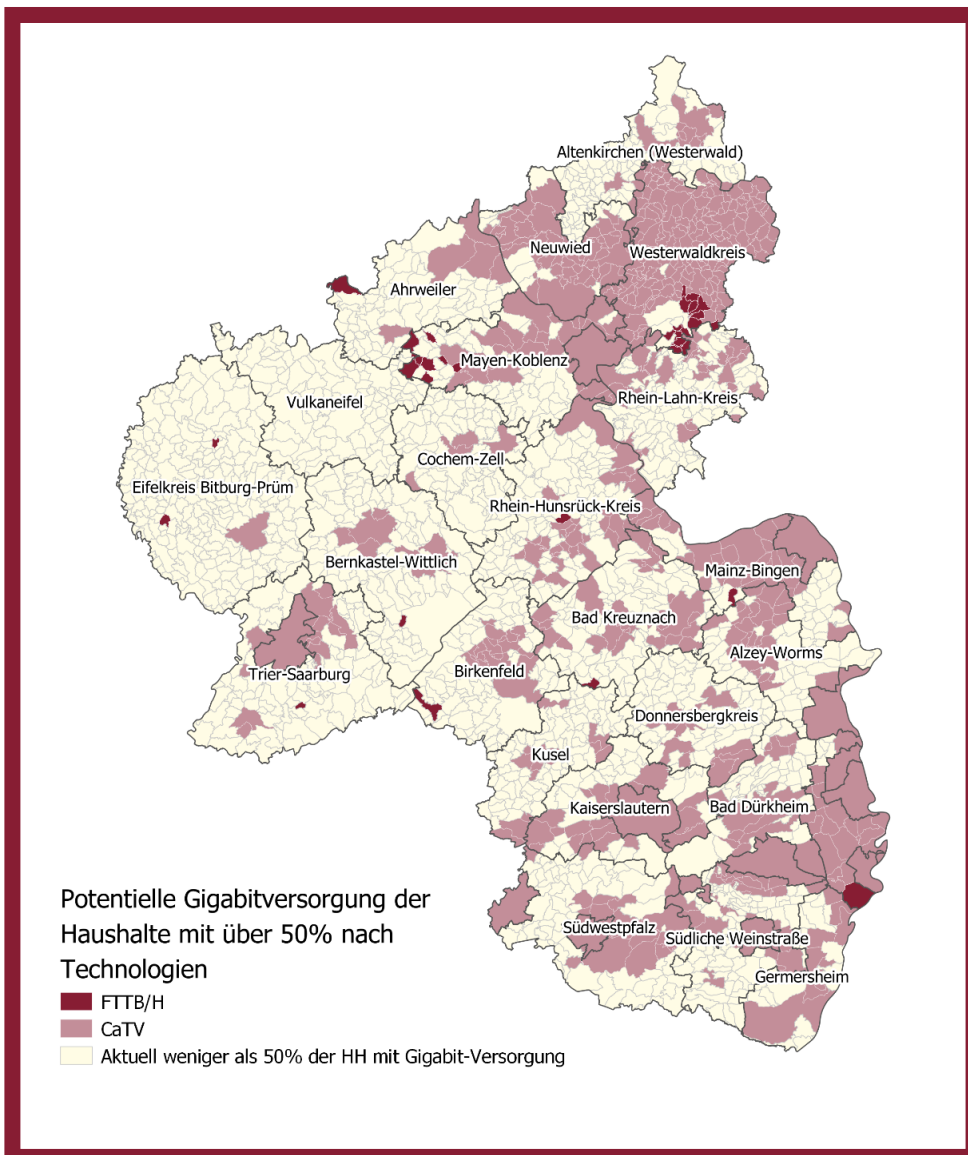 Altenkirchen (Westerwald)
Neuwied
Westerwaldkreis
Ahrweiler
Mayen-Koblenz
Vulkaneifel
Rhein-Lahn-Kreis
Cochem-Zell
Eifelkreis Bitburg-Prüm
Rhein-Hunsrück-Kreis
Bernkastel-Wittlich
Mainz-Bingen
Bad Kreuznach
Alzey-Worms
Birkenfeld
Trier-Saarburg
Donnersbergkreis
Kusel
Kaiserslautern
Bad Dürkheim
Südwestpfalz
Südliche Weinstraße
Germersheim
Potentielle Gigabitversorgung der
Haushalte mit über 50% nach
Technologien
FTTB/H
CaTV
Aktuell weniger als 50% der HH mit Gigabit-Versorgung